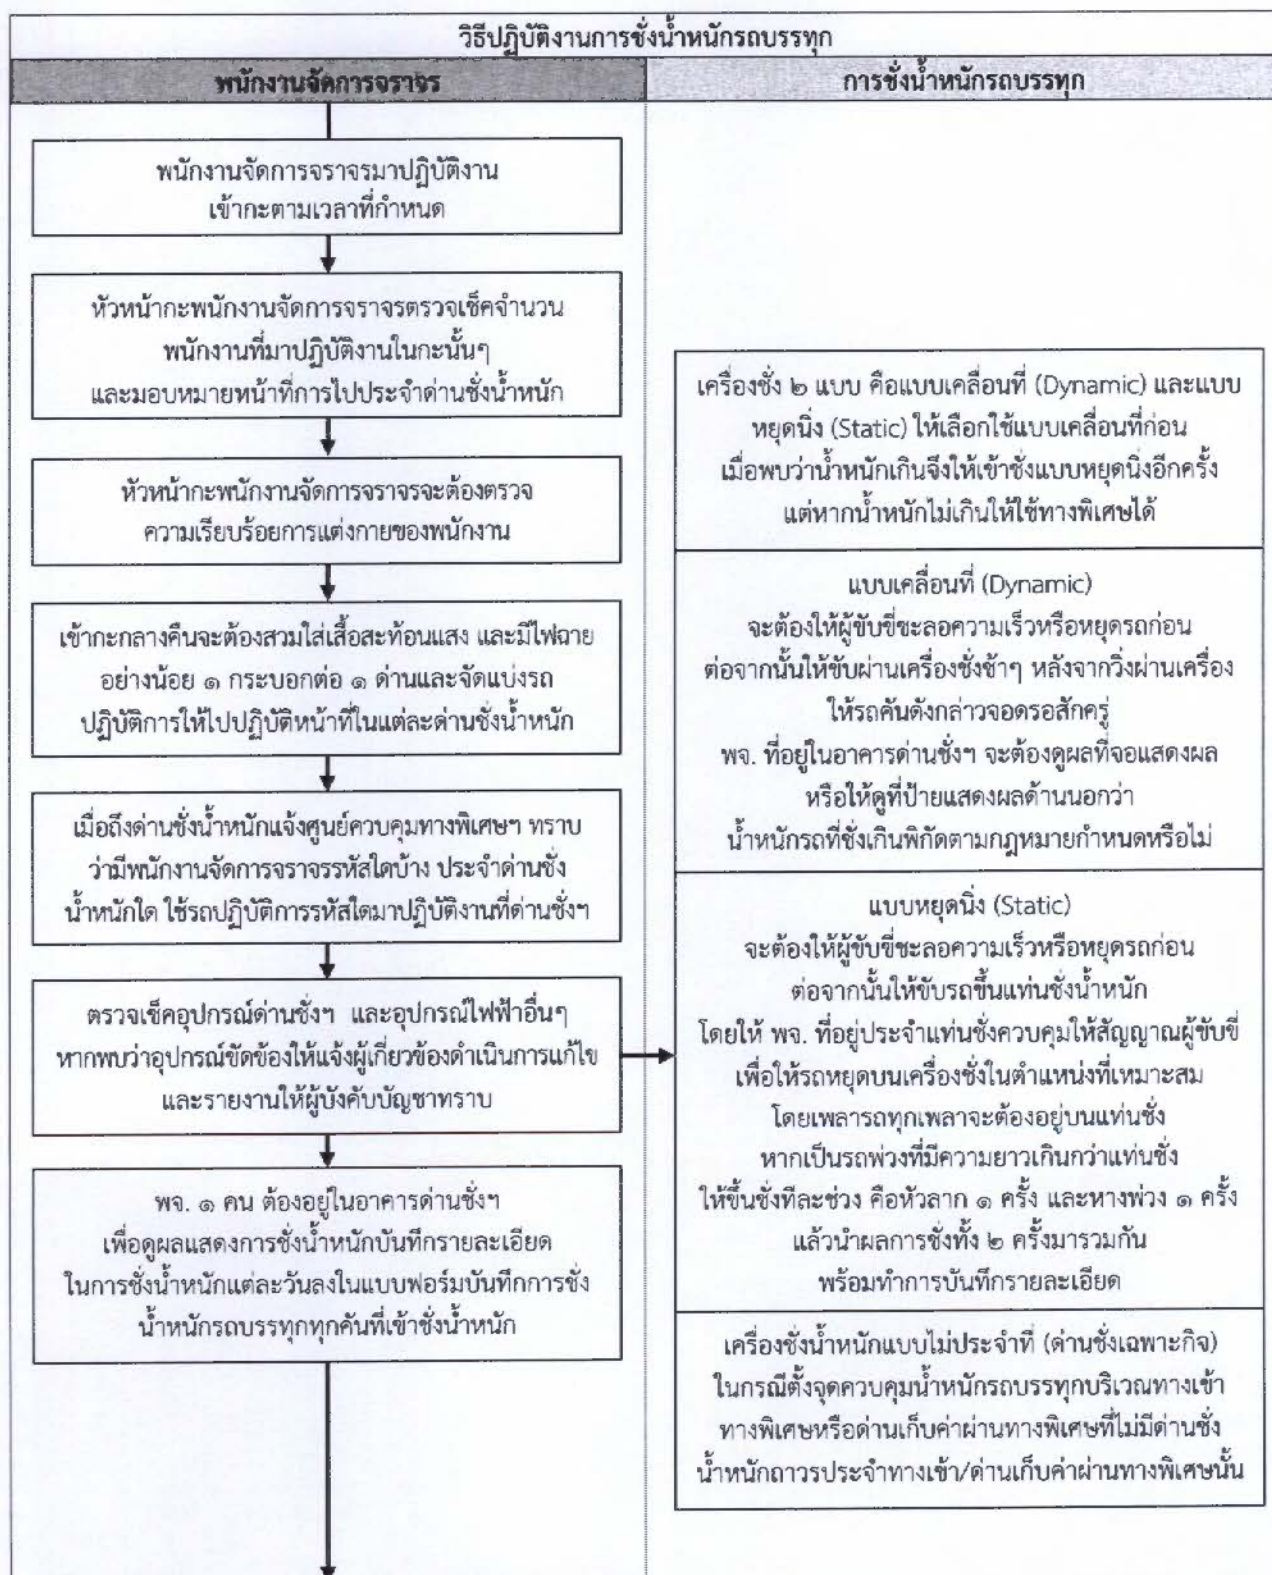 วิธีปฏิบัติงานการชั่งน้ำหนักรถบรรทุก
พนักงานจัดการจราจร
การชั่งน้ำหนักรถบรรทุก
พนักงานจัดการจราจรมาปฏิบัติงาน
เข้ากะตามเวลาที่กำหนด
หัวหน้ากะพนักงานจัดการจราจรตรวจเช็คจำนวน
พนักงานที่มาปฏิบัติงานในกะนั้นๆ
และมอบหมายหน้าที่การไปประจำด่านชั่งน้ำหนัก
หัวหน้ากะพนักงานจัดการจราจรจะต้องตรวจ
ความเรียบร้อยการแต่งกายของพนักงาน
เข้ากะกลางคืนจะต้องสวมใส่เสื้อสะท้อนแสง และมีไฟฉาย
อย่างน้อย ๑ กระบอกต่อ ๑ ด่านและจัดแบ่งรถ
ปฏิบัติการให้ไปปฏิบัติหน้าที่ในแต่ละด่านชั่งน้ำหนัก
เมื่อถึงด่านชั่งน้ำหนักแจ้งศูนย์ควบคุมทางพิเศษฯ ทราบ
ว่ามีพนักงานจัดการจราจรรหัสใดบ้าง ประจำด่านชั่ง
น้ำหนักใด ใช้รถปฏิบัติการรหัสใดมาปฏิบัติงานที่ด่านชั่งฯ
ตรวจเช็คอุปกรณ์ด่านชั่งฯ และอุปกรณ์ไฟฟ้าอื่นๆ
หากพบว่าอุปกรณ์ขัดข้องให้แจ้งผู้เกี่ยวข้องดำเนินการแก้ไข
และรายงานให้ผู้บังคับบัญชาทราบ
พจ. ๑ คน ต้องอยู่ในอาคารด่านชั่งฯ
เพื่อดูผลแสดงการชั่งน้ำหนักบันทึกรายละเอียด
ในการชั่งน้ำหนักแต่ละวันลงในแบบฟอร์มบันทึกการชั่ง
น้ำหนักรถบรรทุกทุกคันที่เข้าชั่งน้ำหนัก
เครื่องชั่ง ๒ แบบ คือแบบเคลื่อนที่ (Dynamic) และแบบ
หยุดนิ่ง (Static) ให้เลือกใช้แบบเคลื่อนที่ก่อน
เมื่อพบว่าน้ำหนักเกินจึงให้เข้าชั่งแบบหยุดนิ่งอีกครั้ง
แต่หากน้ำหนักไม่เกินให้ใช้ทางพิเศษได้
แบบเคลื่อนที่ (Dynamic)
จะต้องให้ผู้ขับขี่ชะลอความเร็วหรือหยุดรถก่อน
ต่อจากนั้นให้ขับผ่านเครื่องชั่งช้าๆ หลังจากวิ่งผ่านเครื่อง
ให้รถคันดังกล่าวจอดรอสักครู่
พจ. ที่อยู่ในอาคารด่านชั่งฯ จะต้องดูผลที่จอแสดงผล
หรือให้ดูที่ป้ายแสดงผลด้านนอกว่า
น้ำหนักรถที่ชั่งเกินพิกัดตามกฎหมายกำหนดหรือไม่
แบบหยุดนิ่ง (Static)
จะต้องให้ผู้ขับขี่ชะลอความเร็วหรือหยุดรถก่อน
ต่อจากนั้นให้ขับรถขึ้นแท่นชั่งน้ำหนัก
โดยให้ พจ. ที่อยู่ประจำแท่นชั่งควบคุมให้สัญญาณผู้ขับขี่
เพื่อให้รถหยุดบนเครื่องชั่งในตำแหน่งที่เหมาะสม
โดยเพลารถทุกเพลาจะต้องอยู่บนแท่นชั่ง
หากเป็นรถพ่วงที่มีความยาวเกินกว่าแท่นชั่ง
ให้ขึ้นชั่งทีละช่วง คือหัวลาก ๑ ครั้ง และหางพ่วง ๑ ครั้ง
แล้วนำผลการชั่งทั้ง ๒ ครั้งมารวมกัน
พร้อมทำการบันทึกรายละเอียด
เครื่องชั่งน้ำหนักแบบไม่ประจำที่ (ด่านชั่งเฉพาะกิจ)
ในกรณีตั้งจุดควบคุมน้ำหนักรถบรรทุกบริเวณทางเข้า
ทางพิเศษหรือด่านเก็บค่าผ่านทางพิเศษที่ไม่มีด่านชั่ง
น้ำหนักถาวรประจำทางเข้า/ด่านเก็บค่าผ่านทางพิเศษนั้น